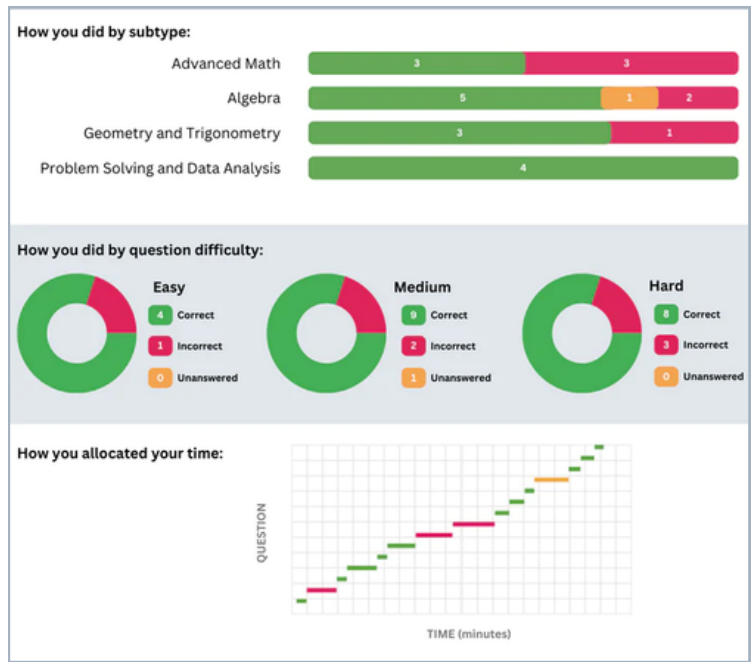 How you did by subtype:
Advanced Math 3 3
Algebra 5 1 2
Geometry and Trigonometry 3 1
Problem Solving and Data Analysis 4
How you did by question difficulty:
Easy
4 Correct
1 Incorrect
0 Unanswered
Medium
9 Correct
2 Incorrect
1 Unanswered
Hard
8 Correct
3 Incorrect
0 Unanswered
How you allocated your time:
QUESTION
TIME (minutes)